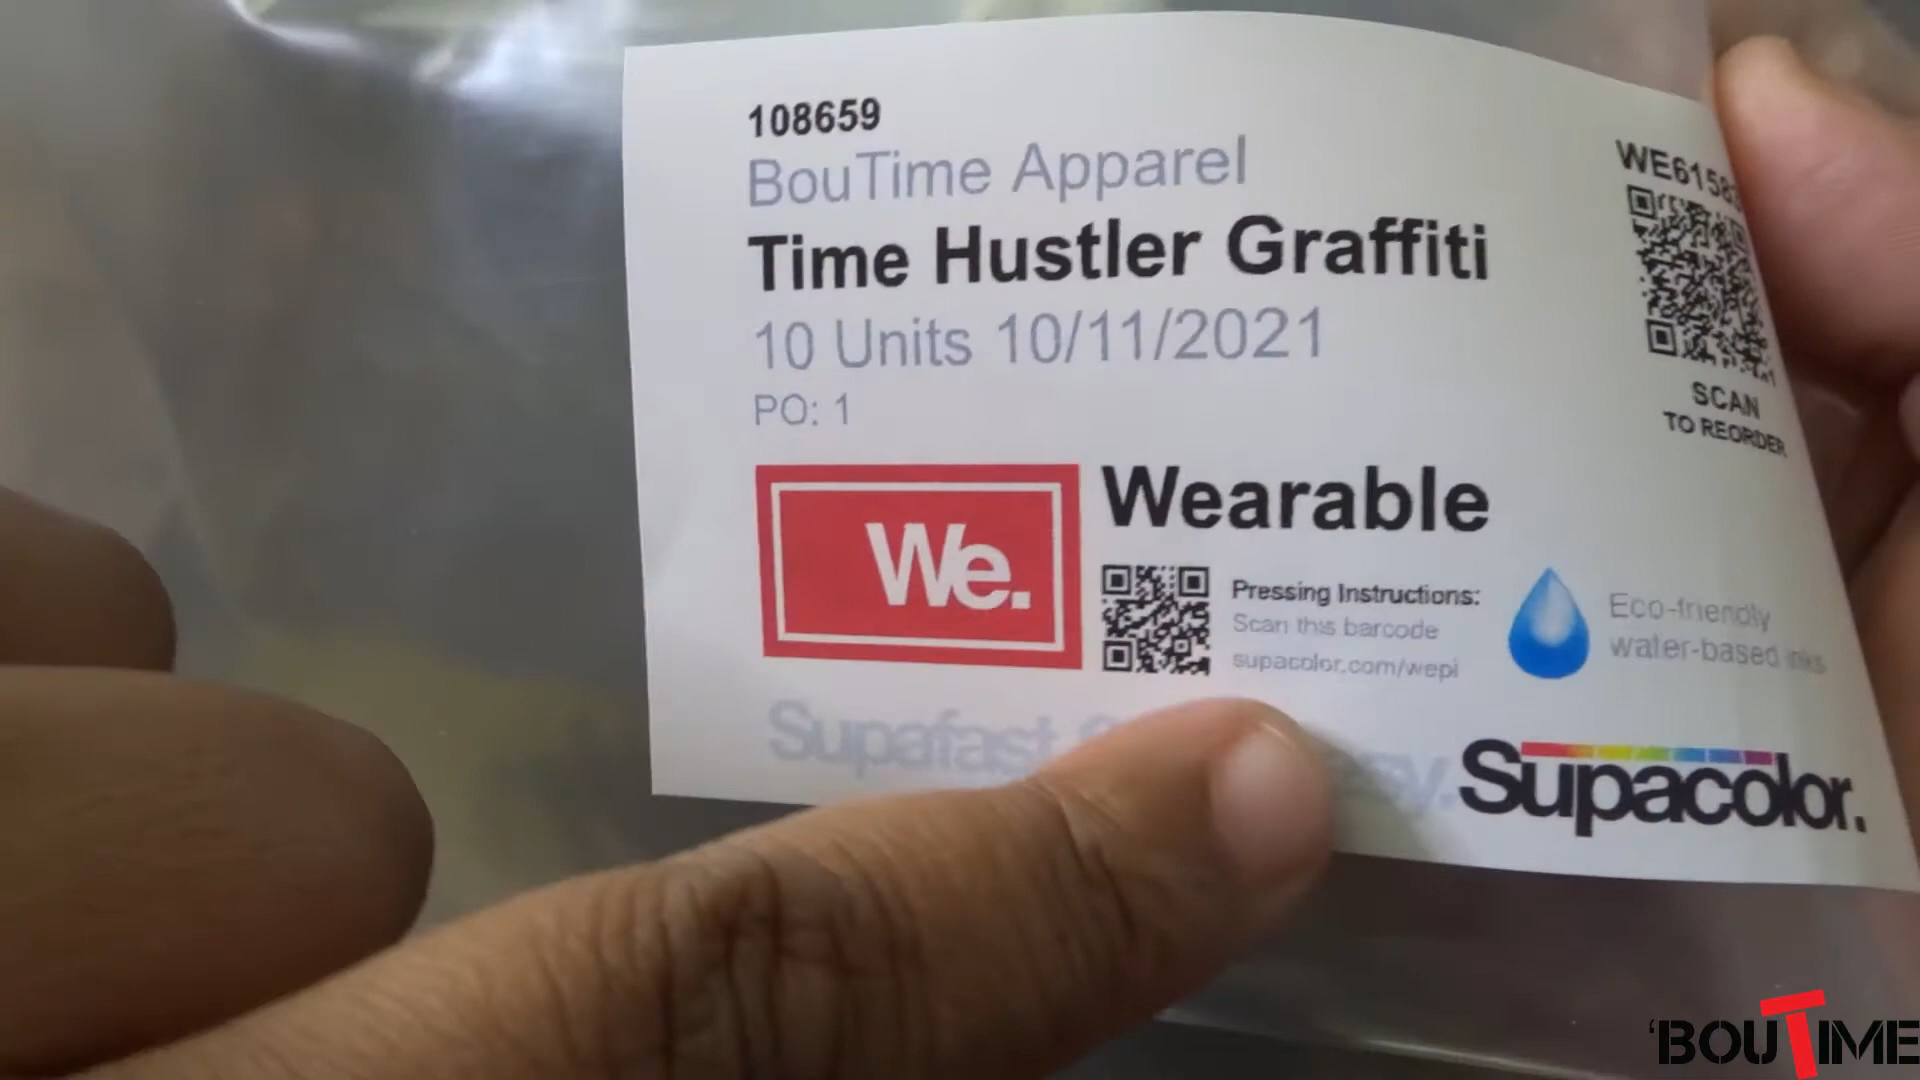 108659
BouTime Apparel
Time Hustler Graffiti
10 Units 10/11/2021
PO: 1
WE6158
SCAN
TO REORDER
We.
Wearable
Pressing Instructions:
Scan this barcode
supacolor.com/wepi
Eco-friendly
water-based inks
Supafast.
Supacolor.
'BOUTIME